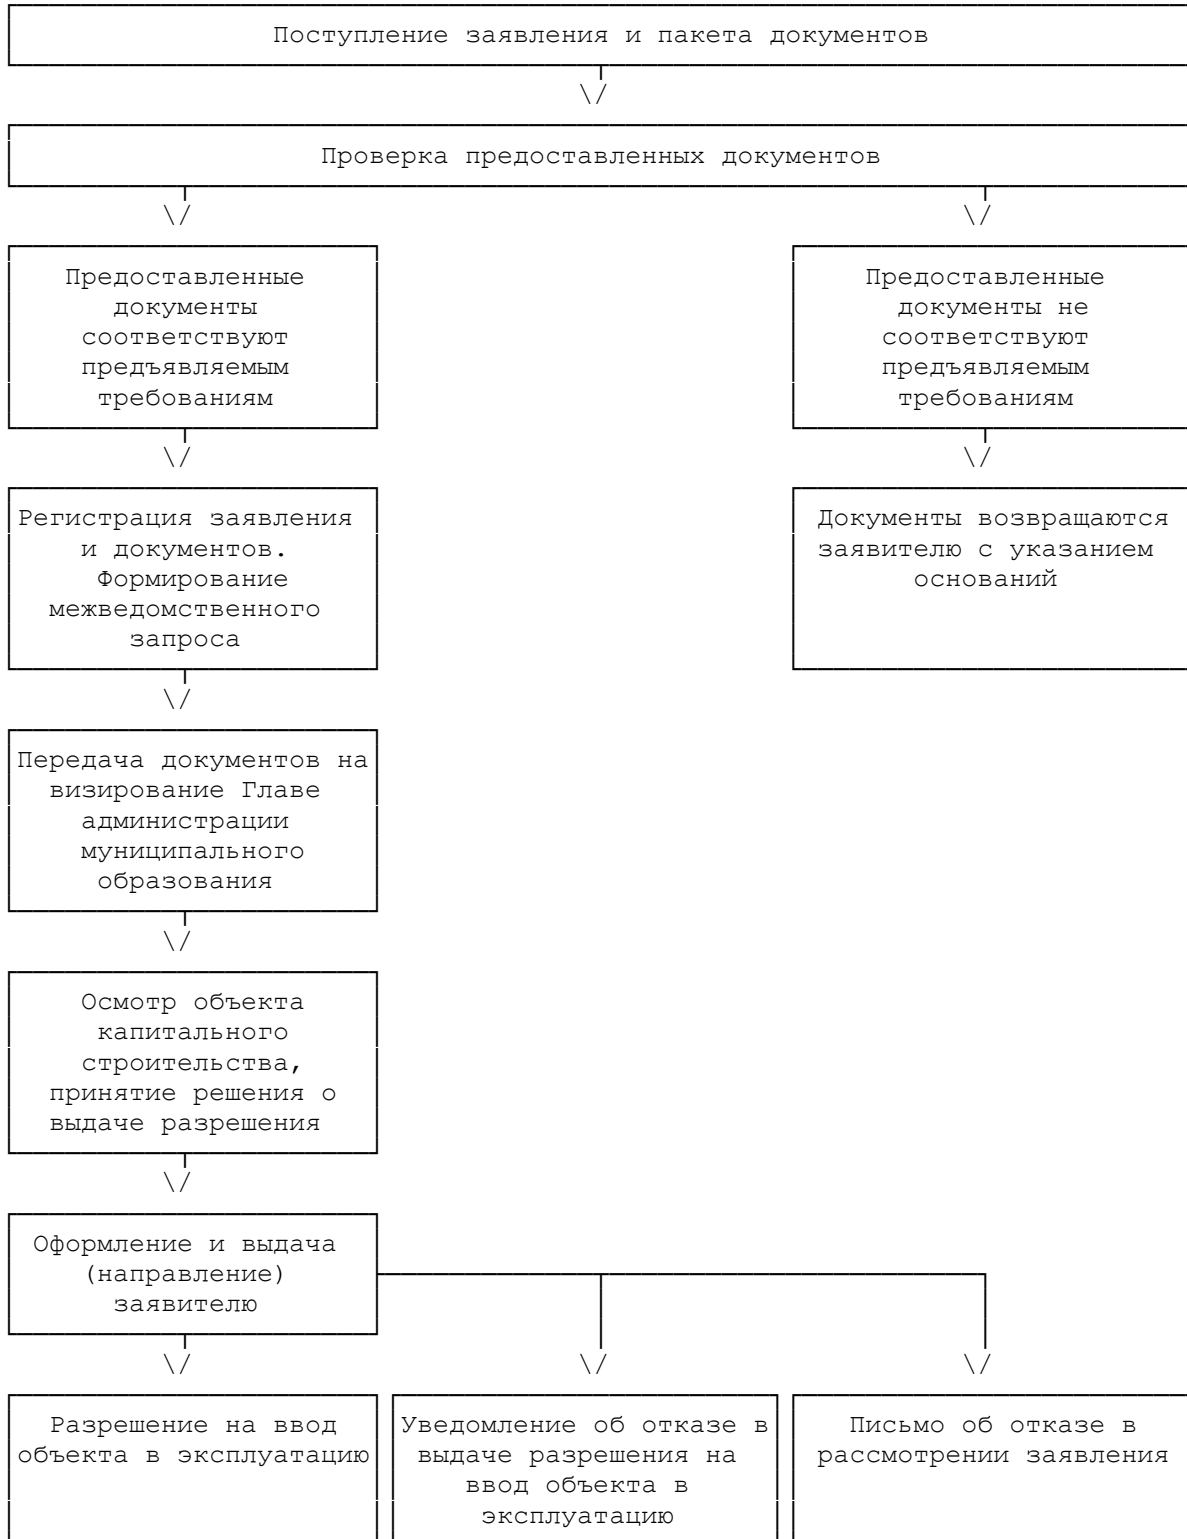 Поступление заявления и пакета документов
Проверка предоставленных документов
Предоставленные
документы
соответствуют
предъявляемым
требованиям
Предоставленные
документы не
соответствуют
предъявляемым
требованиям
Регистрация заявления
и документов.
Формирование
межведомственного
запроса
Документы возвращаются
заявителю с указанием
оснований
Передача документов на
визирование Главе
администрации
муниципального
образования
Осмотр объекта
капитального
строительства,
принятие решения о
выдаче разрешения
Оформление и выдача
(направление)
заявителю
Разрешение на ввод
объекта в эксплуатацию
Уведомление об отказе в
выдаче разрешения на
ввод объекта в
эксплуатацию
Письмо об отказе в
рассмотрении заявления